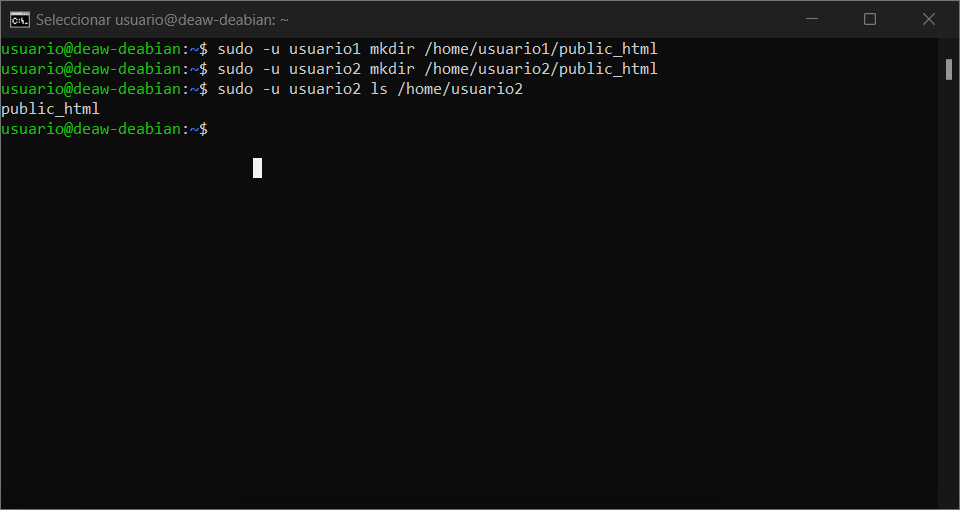 Seleccionar usuario@deaw-deabian: ~
usuario@deaw-deabian:~$ sudo -u usuario1 mkdir /home/usuario1/public_html
usuario@deaw-deabian:~$ sudo -u usuario2 mkdir /home/usuario2/public_html
usuario@deaw-deabian:~$ sudo -u usuario2 ls /home/usuario2
public_html
usuario@deaw-deabian:~$